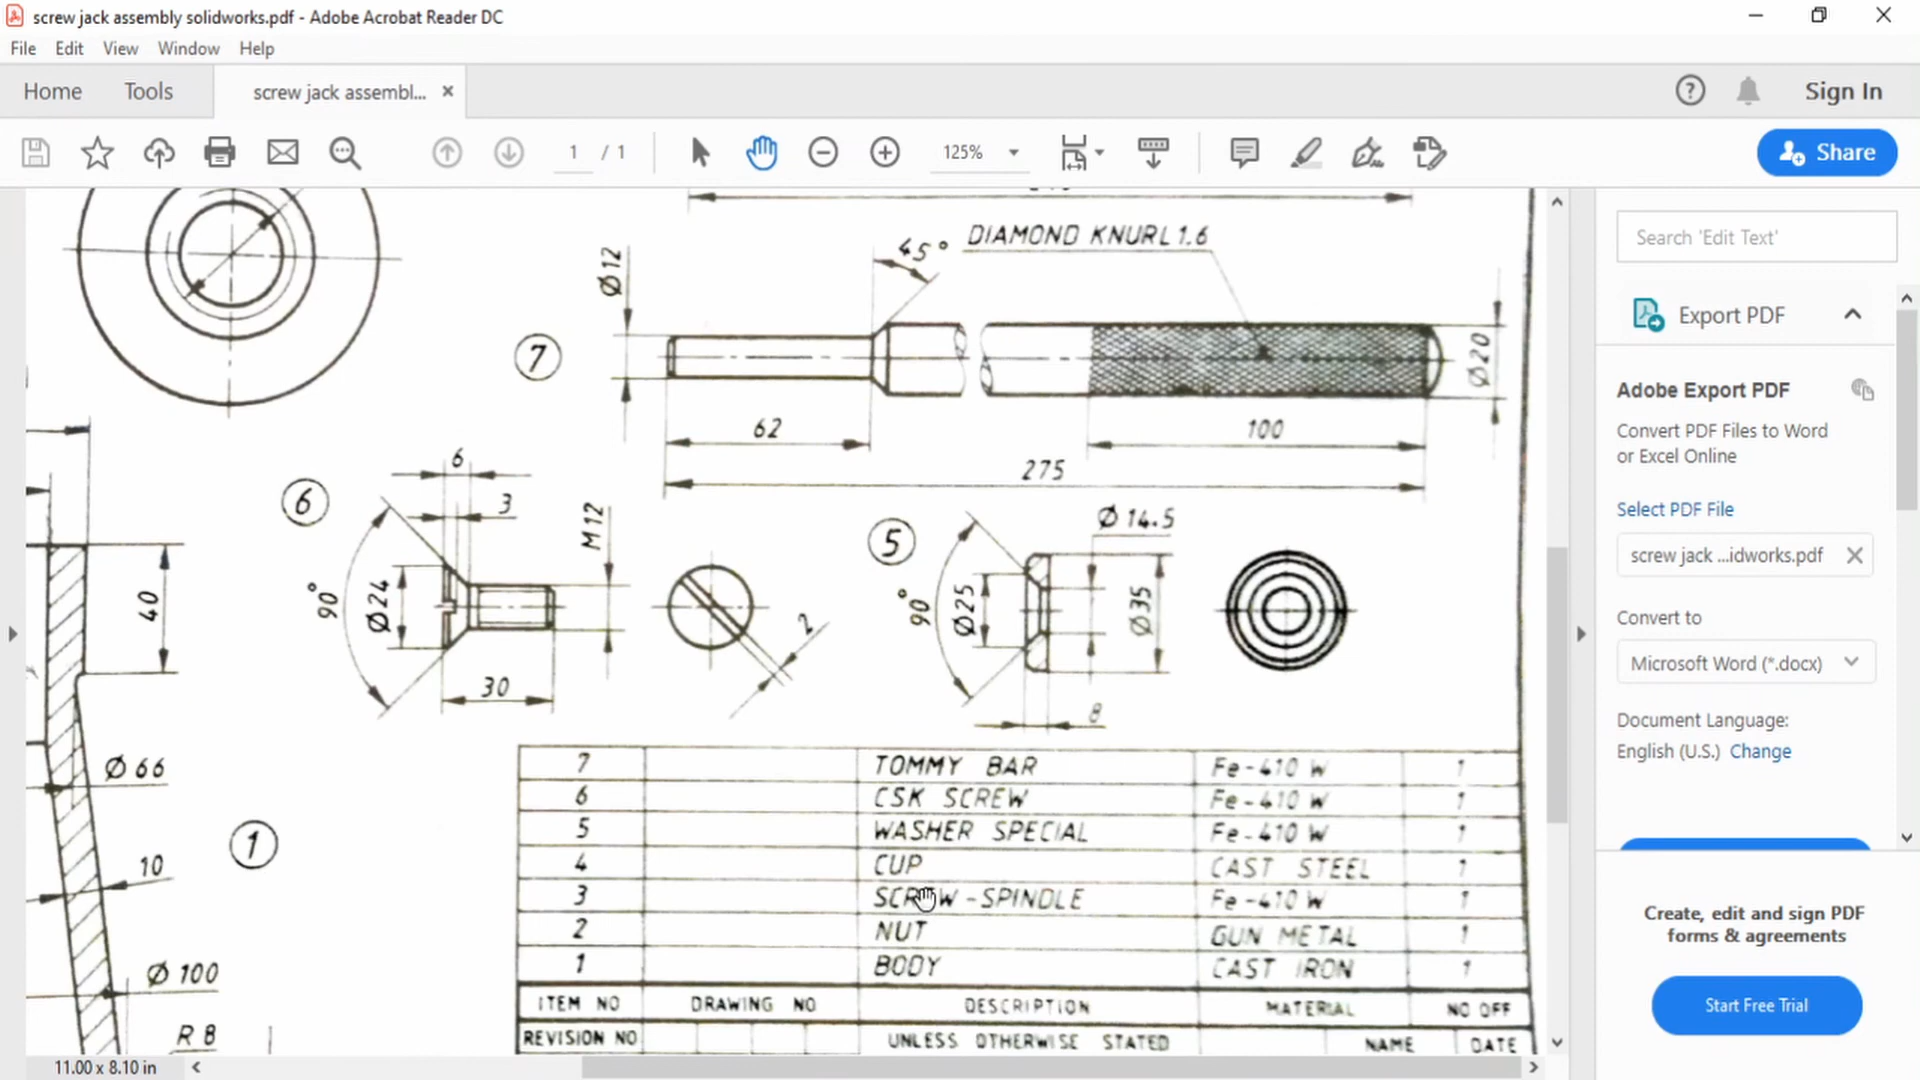 screw jack assembly solidworks.pdf - Adobe Acrobat Reader DC
File Edit View Window Help
Home Tools screw jack assembl... ×
Sign In
1 / 1 125%
Share
DIAMOND KNURL 1.6
45°
Ø12
7
Ø20
62
100
275
6
6
3
M12
90°
Ø24
30
2
5
Ø 14.5
90°
Ø25
Ø35
8
40
Ø 66
10
1
Ø 100
R 8
7 TOMMY BAR Fe-410 W 1
6 CSK SCREW Fe-410 W 1
5 WASHER SPECIAL Fe-410 W 1
4 CUP CAST STEEL 1
3 SCREW-SPINDLE Fe-410 W 1
2 NUT GUN METAL 1
1 BODY CAST IRON 1
ITEM NO DRAWING NO DESCRIPTION MATERIAL NO OFF
REVISION NO UNLESS OTHERWISE STATED NAME DATE
11.00 x 8.10 in
Search 'Edit Text'
Export PDF
Adobe Export PDF
Convert PDF Files to Word
or Excel Online
Select PDF File
screw jack ...idworks.pdf
Convert to
Microsoft Word (*.docx)
Document Language:
English (U.S.) Change
Create, edit and sign PDF
forms & agreements
Start Free Trial